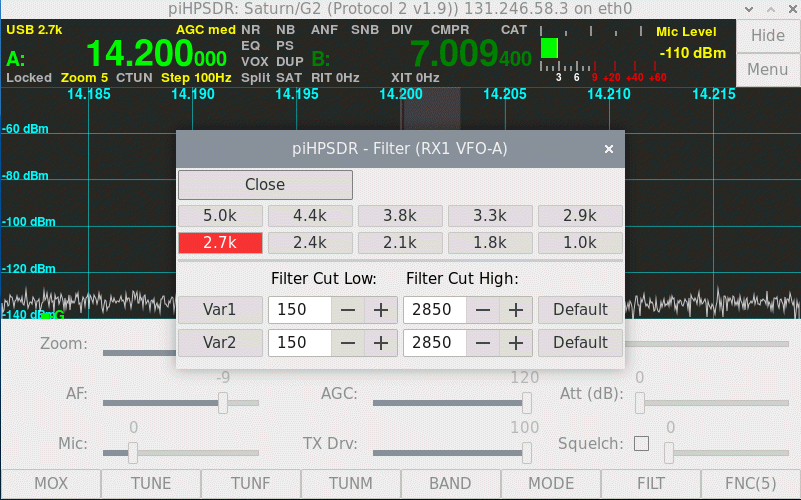 piHPSDR: Saturn/G2 (Protocol 2 v1.9)) 131.246.58.3 on eth0
USB 2.7k AGC med NR NB ANF SNB DIV CMPR CAT Mic Level Hide
A: 14.200000 EQ PS B: 7.009400 -110 dBm
VOX DUP Menu
Locked Zoom 5 CTUN Step 100Hz Split SAT RIT 0Hz XIT 0Hz 3 6 9 +20 +40 +60
14.185 14.190 14.195 14.200 14.205 14.210 14.215
-60 dBm
piHPSDR - Filter (RX1 VFO-A) ×
-80 dBm
Close
5.0k 4.4k 3.8k 3.3k 2.9k
-100 dBm
2.7k 2.4k 2.1k 1.8k 1.0k
-120 dBm
Filter Cut Low: Filter Cut High:
Var1 150 − + 2850 − + Default
-140 dBm G
Var2 150 − + 2850 − + Default
Zoom:
-9 120 0
AF: AGC: Att (dB):
0 100 0
Mic: TX Drv: Squelch:
MOX TUNE TUNF TUNM BAND MODE FILT FNC(5)